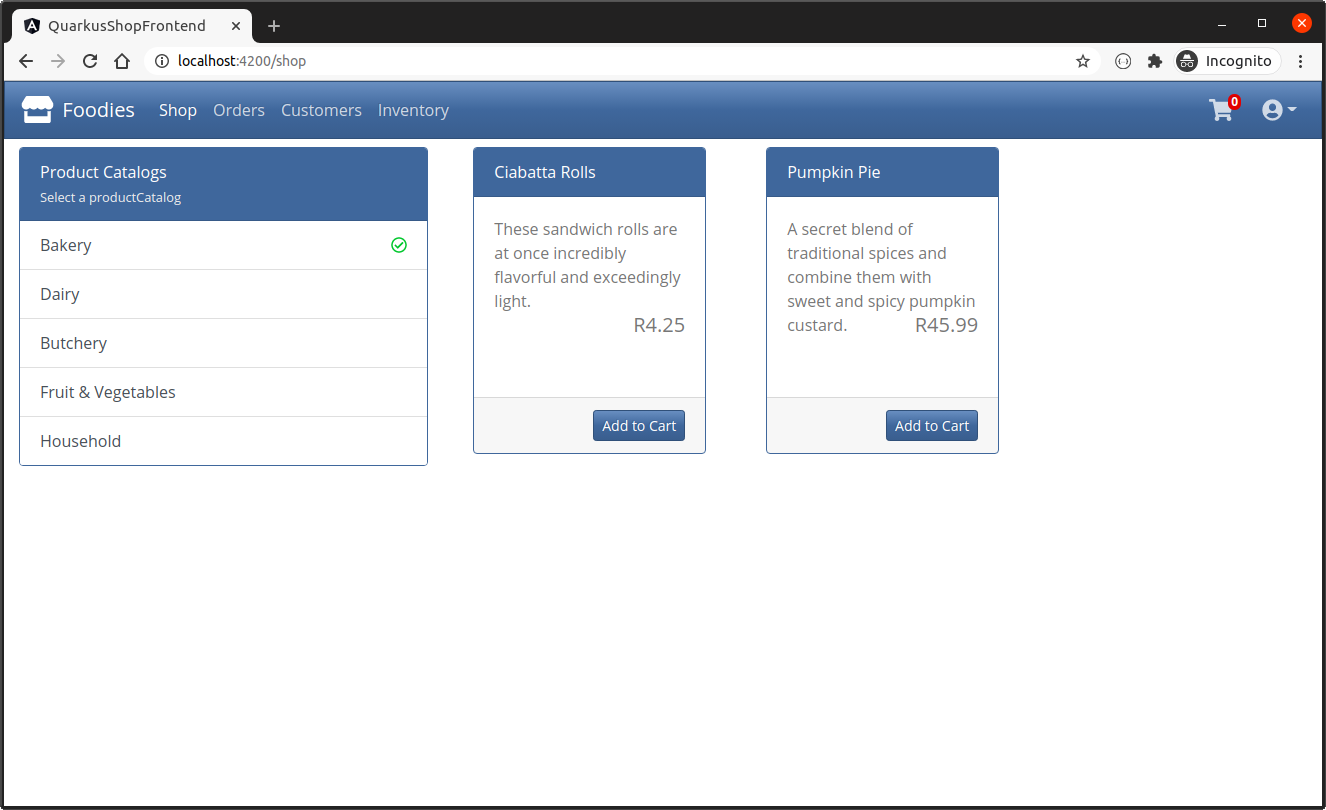 QuarkusShopFrontend
localhost:4200/shop
Incognito
Foodies Shop Orders Customers Inventory
0
Product Catalogs
Select a productCatalog
Bakery
Dairy
Butchery
Fruit & Vegetables
Household
Ciabatta Rolls
These sandwich rolls are
at once incredibly
flavorful and exceedingly
light.
R4.25
Add to Cart
Pumpkin Pie
A secret blend of
traditional spices and
combine them with
sweet and spicy pumpkin
custard. R45.99
Add to Cart